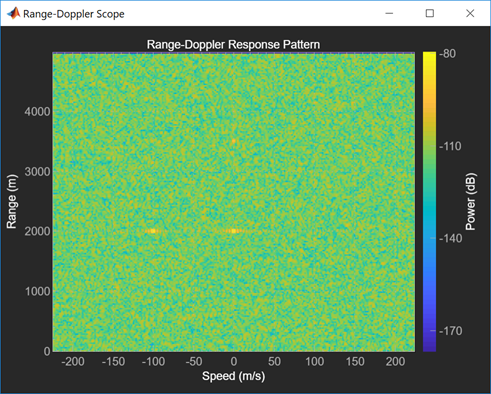 Range-Doppler Scope
Range-Doppler Response Pattern
4000
3000
2000
1000
0
Range (m)
-200 -150 -100 -50 0 50 100 150 200
Speed (m/s)
-80
-110
-140
-170
Power (dB)